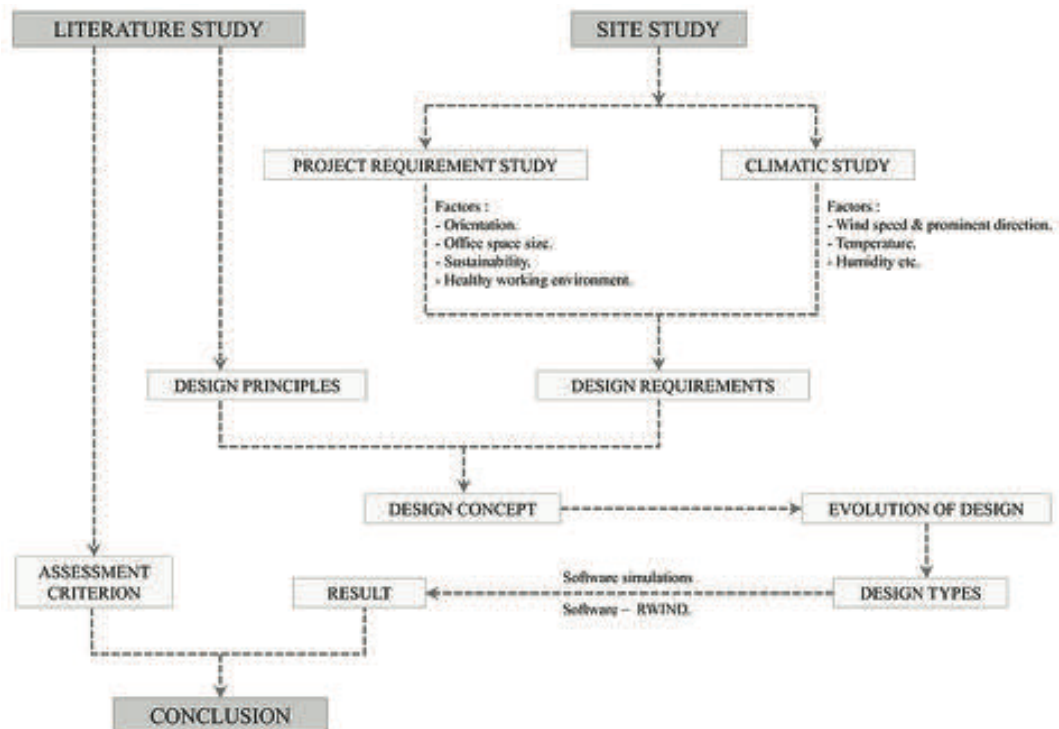 LITERATURE STUDY
SITE STUDY
PROJECT REQUIREMENT STUDY
CLIMATIC STUDY
Factors :
- Orientation.
- Office space size.
- Sustainability.
- Healthy working environment.
Factors :
- Wind speed & prominent direction.
- Temperature.
- Humidity etc.
DESIGN PRINCIPLES
DESIGN REQUIREMENTS
DESIGN CONCEPT
EVOLUTION OF DESIGN
ASSESSMENT
CRITERION
RESULT
Software simulations
Software – RWIND.
DESIGN TYPES
CONCLUSION